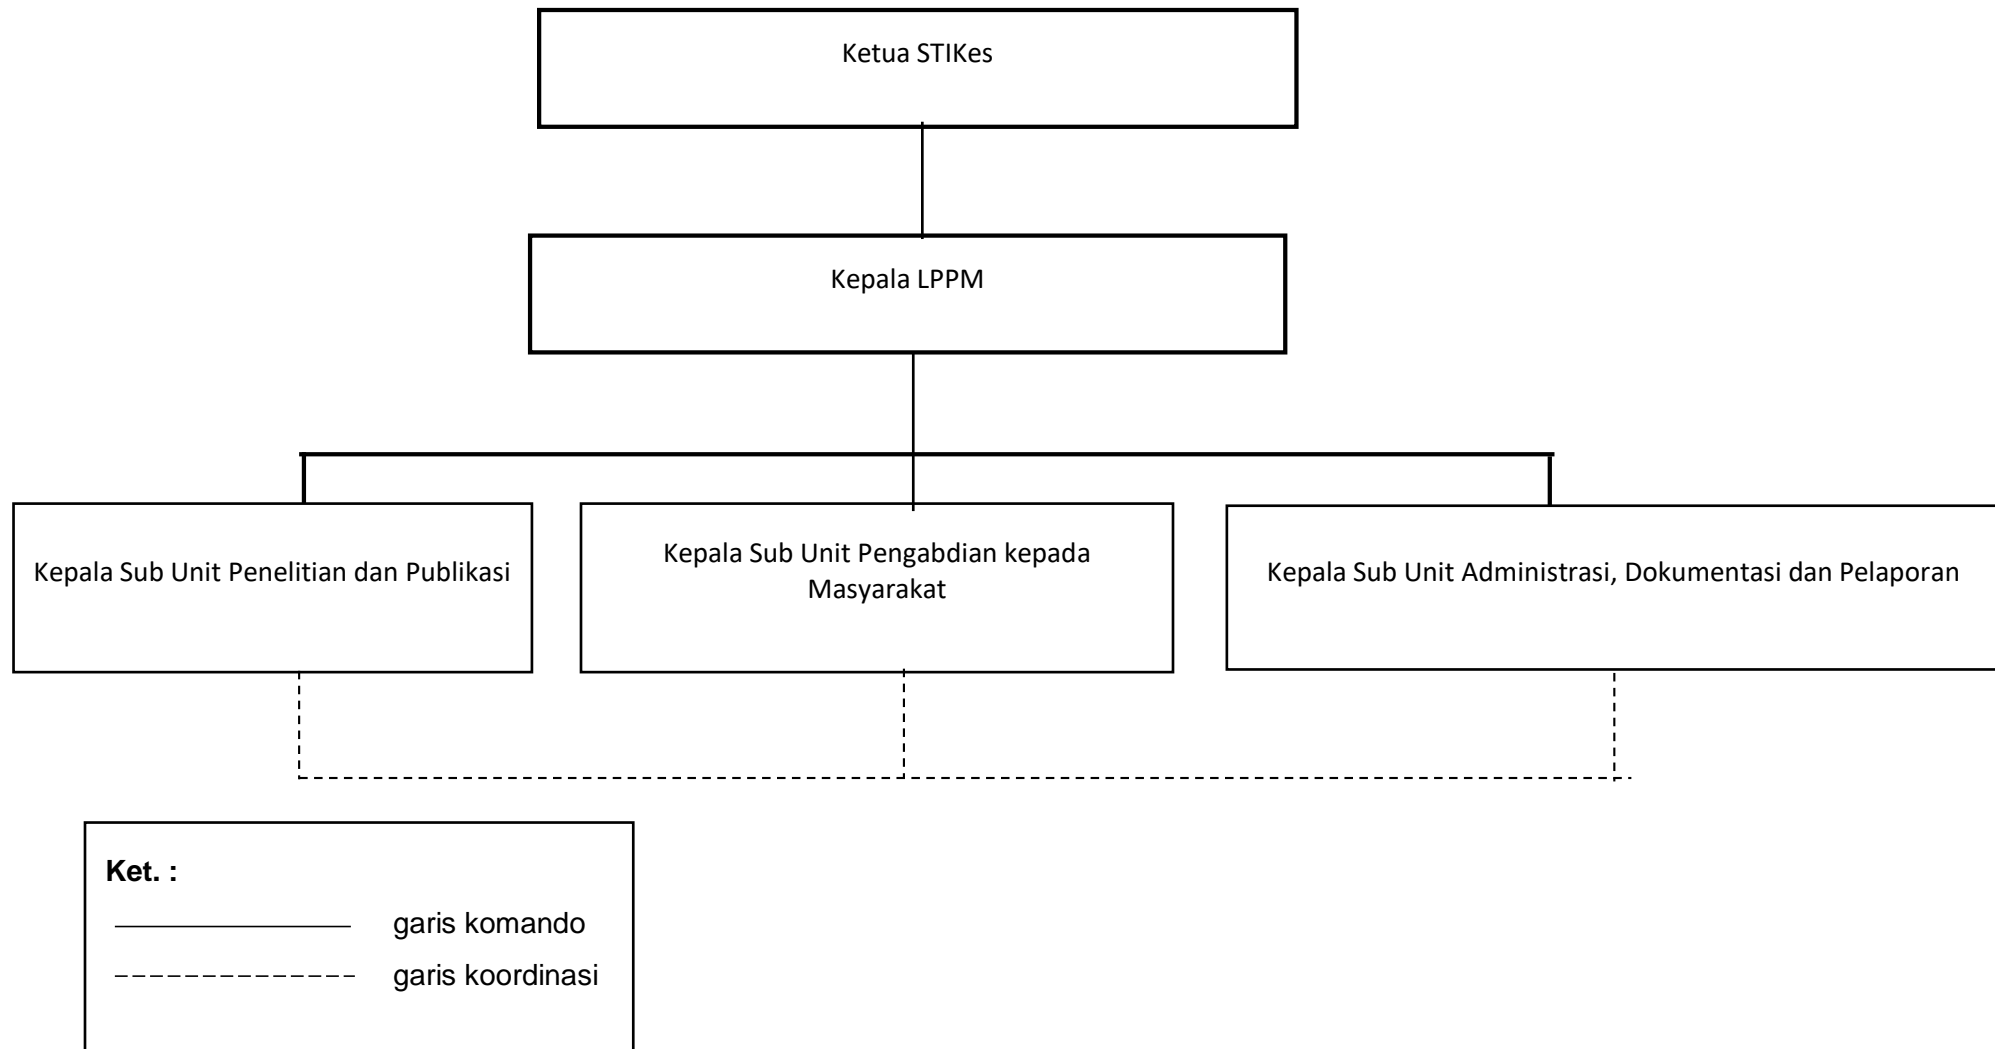 Ketua STIKes
Kepala LPPM
Kepala Sub Unit Penelitian dan Publikasi
Kepala Sub Unit Pengabdian kepada
Masyarakat
Kepala Sub Unit Administrasi, Dokumentasi dan Pelaporan
Ket. :
garis komando
garis koordinasi